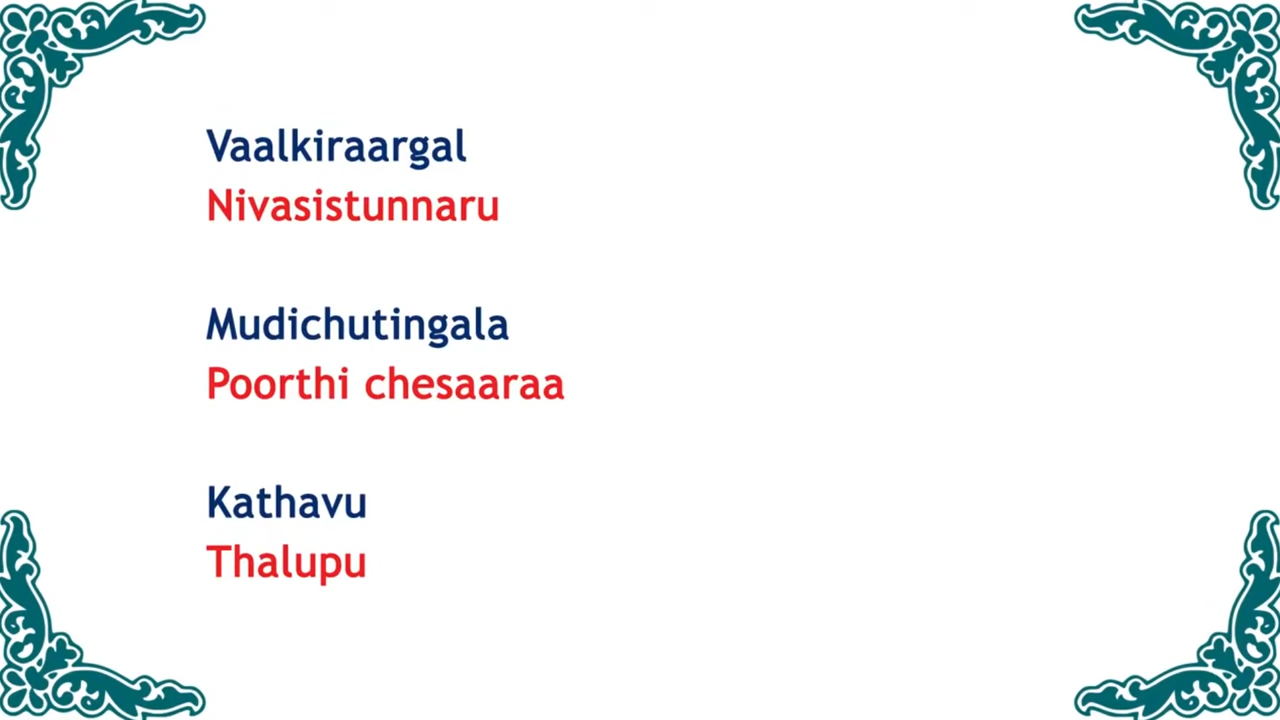 Vaalkiraargal
Nivasistunnaru
Mudichutingala
Poorthi chesaaraa
Kathavu
Thalupu